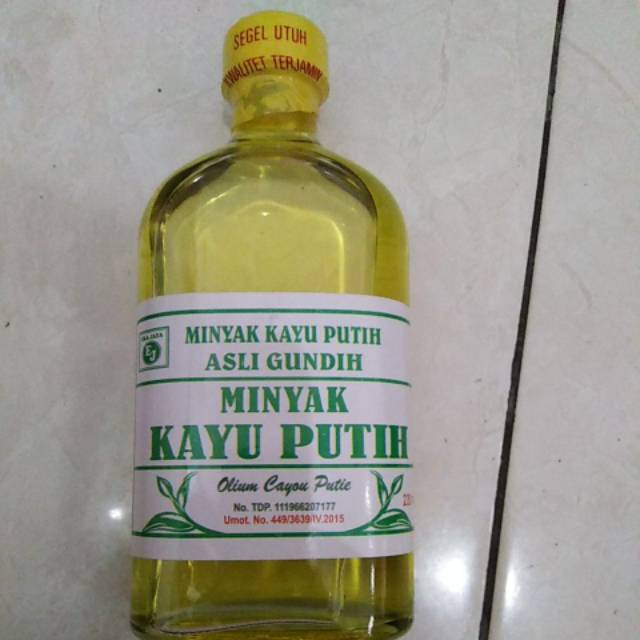 SEGEL UTUH
KWALITET TERJAMIN
MINYAK KAYU PUTIH
ASLI GUNDIH
MINYAK
KAYU PUTIH
Olium Cayou Putie
No. TDP. 111966207177
Umot. No. 449/3639/IV.2015